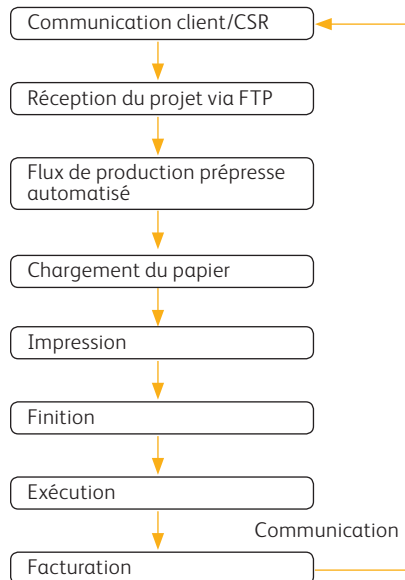 Communication client/CSR
Réception du projet via FTP
Flux de production prépresse
automatisé
Chargement du papier
Impression
Finition
Exécution
Communication
Facturation